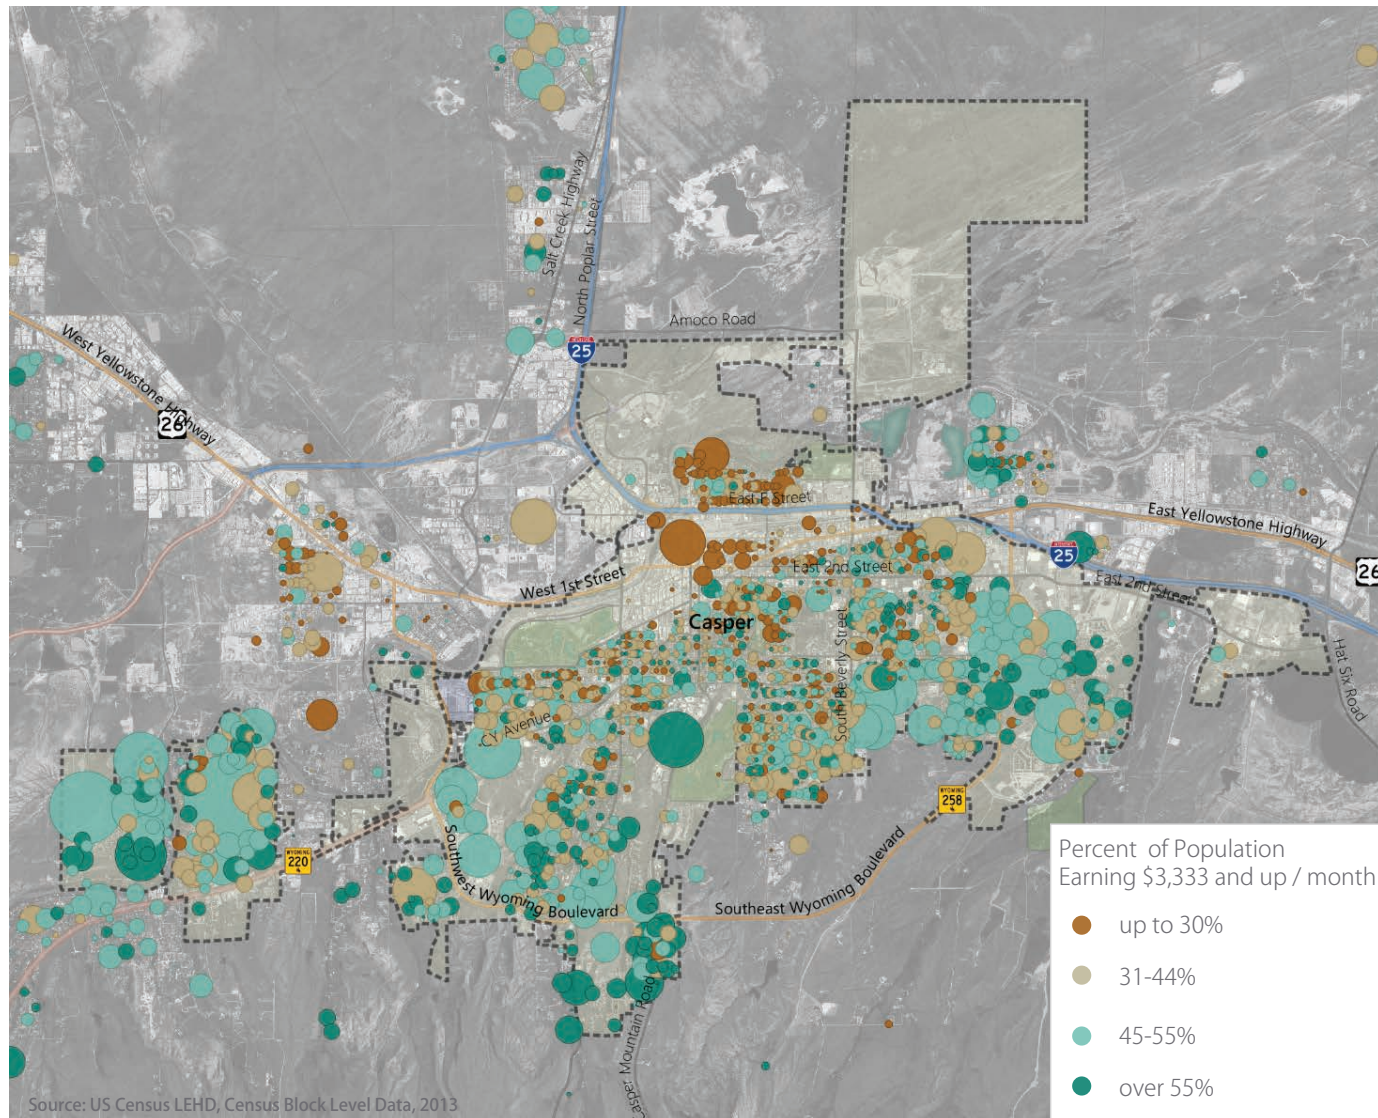 Salt Creek Highway
North Poplar Street
Amoco Road
INTERSTATE
25
West Yellowstone Highway
26
East F Street
East Yellowstone Highway
INTERSTATE
25
26
East 2nd Street
East 2nd Street
West 1st Street
Casper
South Beverly Street
Hat Six Road
CY Avenue
WYOMING
258
WYOMING
220
Southwest Wyoming Boulevard
Southeast Wyoming Boulevard
Casper Mountain Road
Percent of Population
Earning $3,333 and up / month
up to 30%
31-44%
45-55%
over 55%
Source: US Census LEHD, Census Block Level Data, 2013